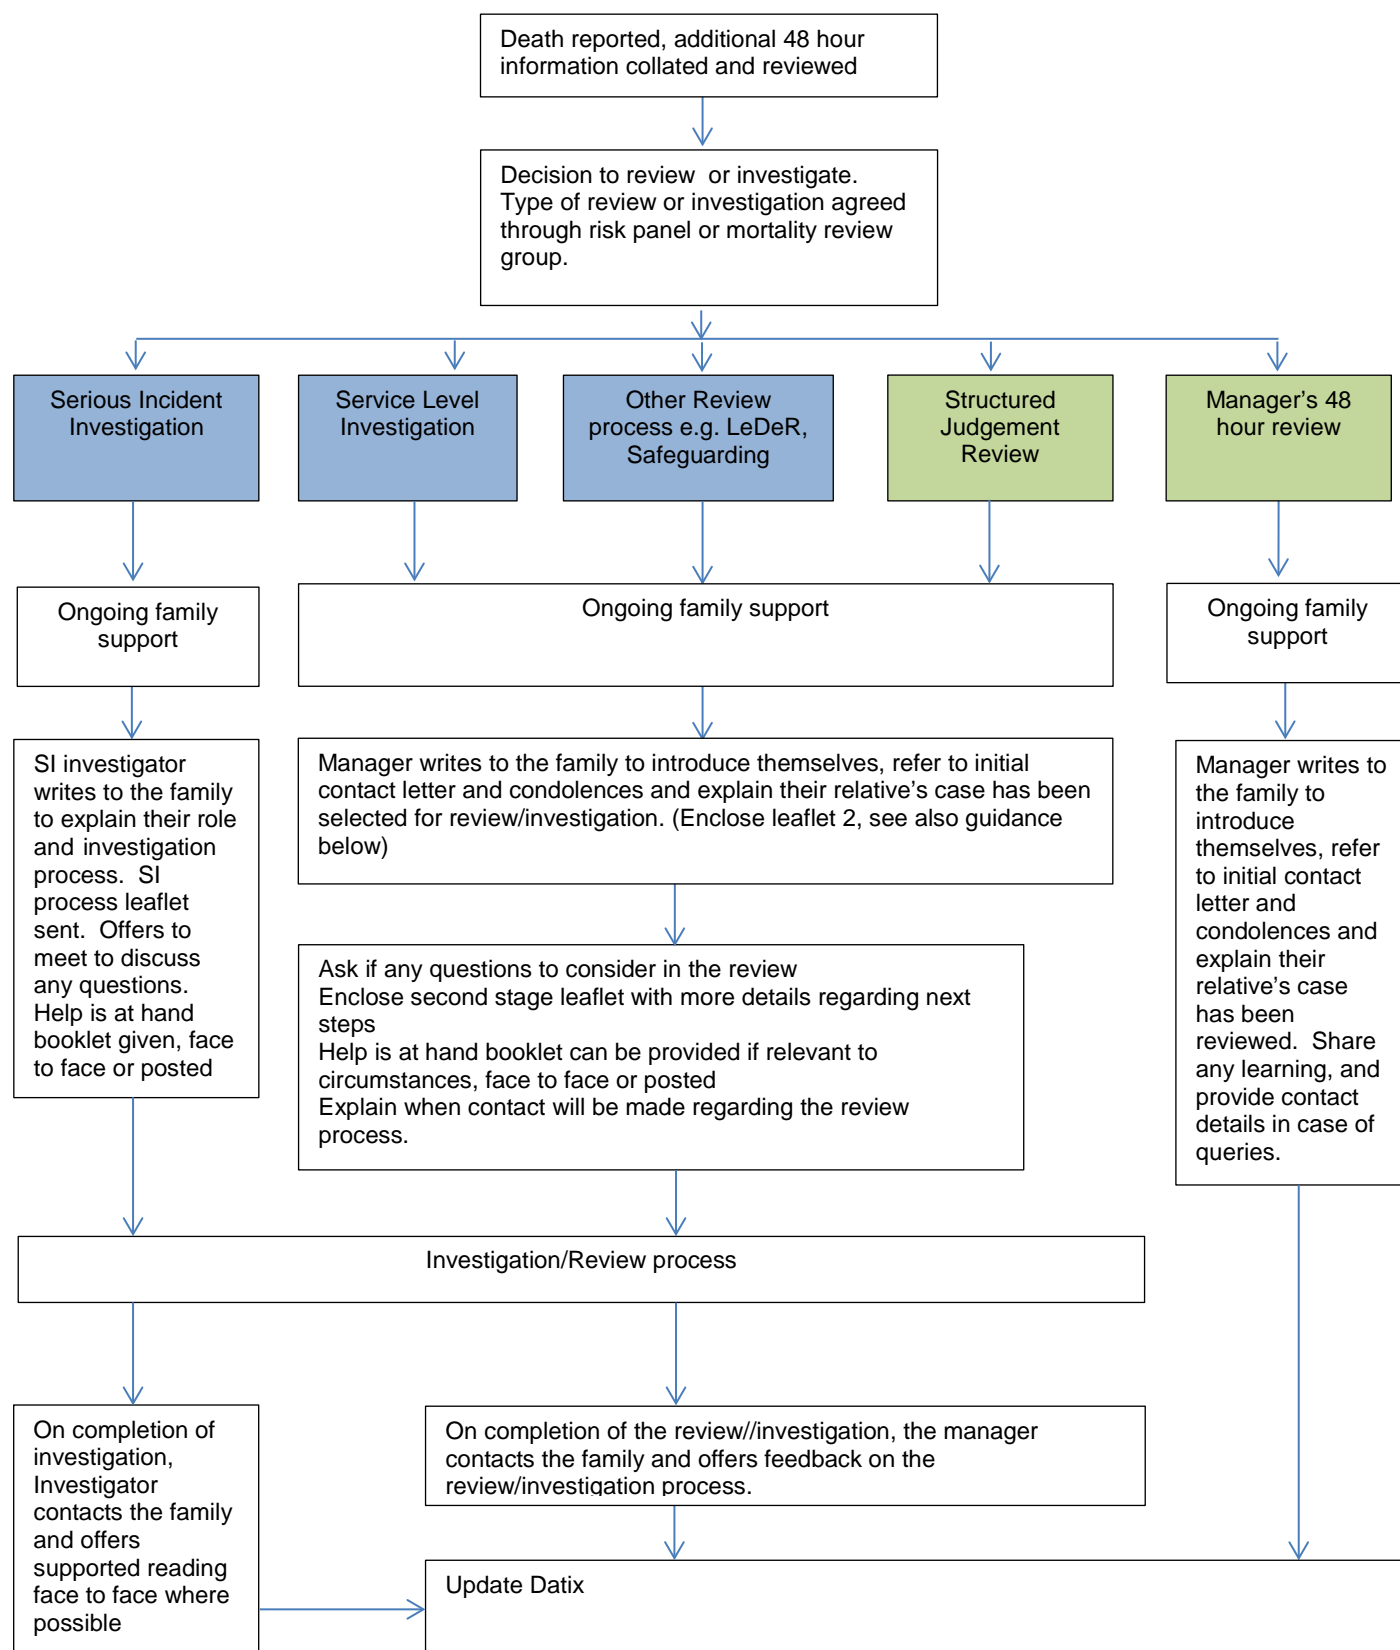 Death reported, additional 48 hour
information collated and reviewed
Decision to review  or investigate.
Type of review or investigation agreed
through risk panel or mortality review
group.
Serious Incident
Investigation
Service Level
Investigation
Other Review
process e.g. LeDeR,
Safeguarding
Structured
Judgement
Review
Manager’s 48
hour review
Ongoing family
support
Ongoing family support
Ongoing family
support
SI investigator
writes to the family
to explain their role
and investigation
process.  SI
process leaflet
sent.  Offers to
meet to discuss
any questions.
Help is at hand
booklet given, face
to face or posted
Manager writes to the family to introduce themselves, refer to initial
contact letter and condolences and explain their relative’s case has been
selected for review/investigation. (Enclose leaflet 2, see also guidance
below)
Ask if any questions to consider in the review
Enclose second stage leaflet with more details regarding next
steps
Help is at hand booklet can be provided if relevant to
circumstances, face to face or posted
Explain when contact will be made regarding the review
process.
Manager writes to
the family to
introduce
themselves, refer
to initial contact
letter and
condolences and
explain their
relative’s case
has been
reviewed.  Share
any learning, and
provide contact
details in case of
queries.
Investigation/Review process
On completion of
investigation,
Investigator
contacts the family
and offers
supported reading
face to face where
possible
On completion of the review//investigation, the manager
contacts the family and offers feedback on the
review/investigation process.
Update Datix